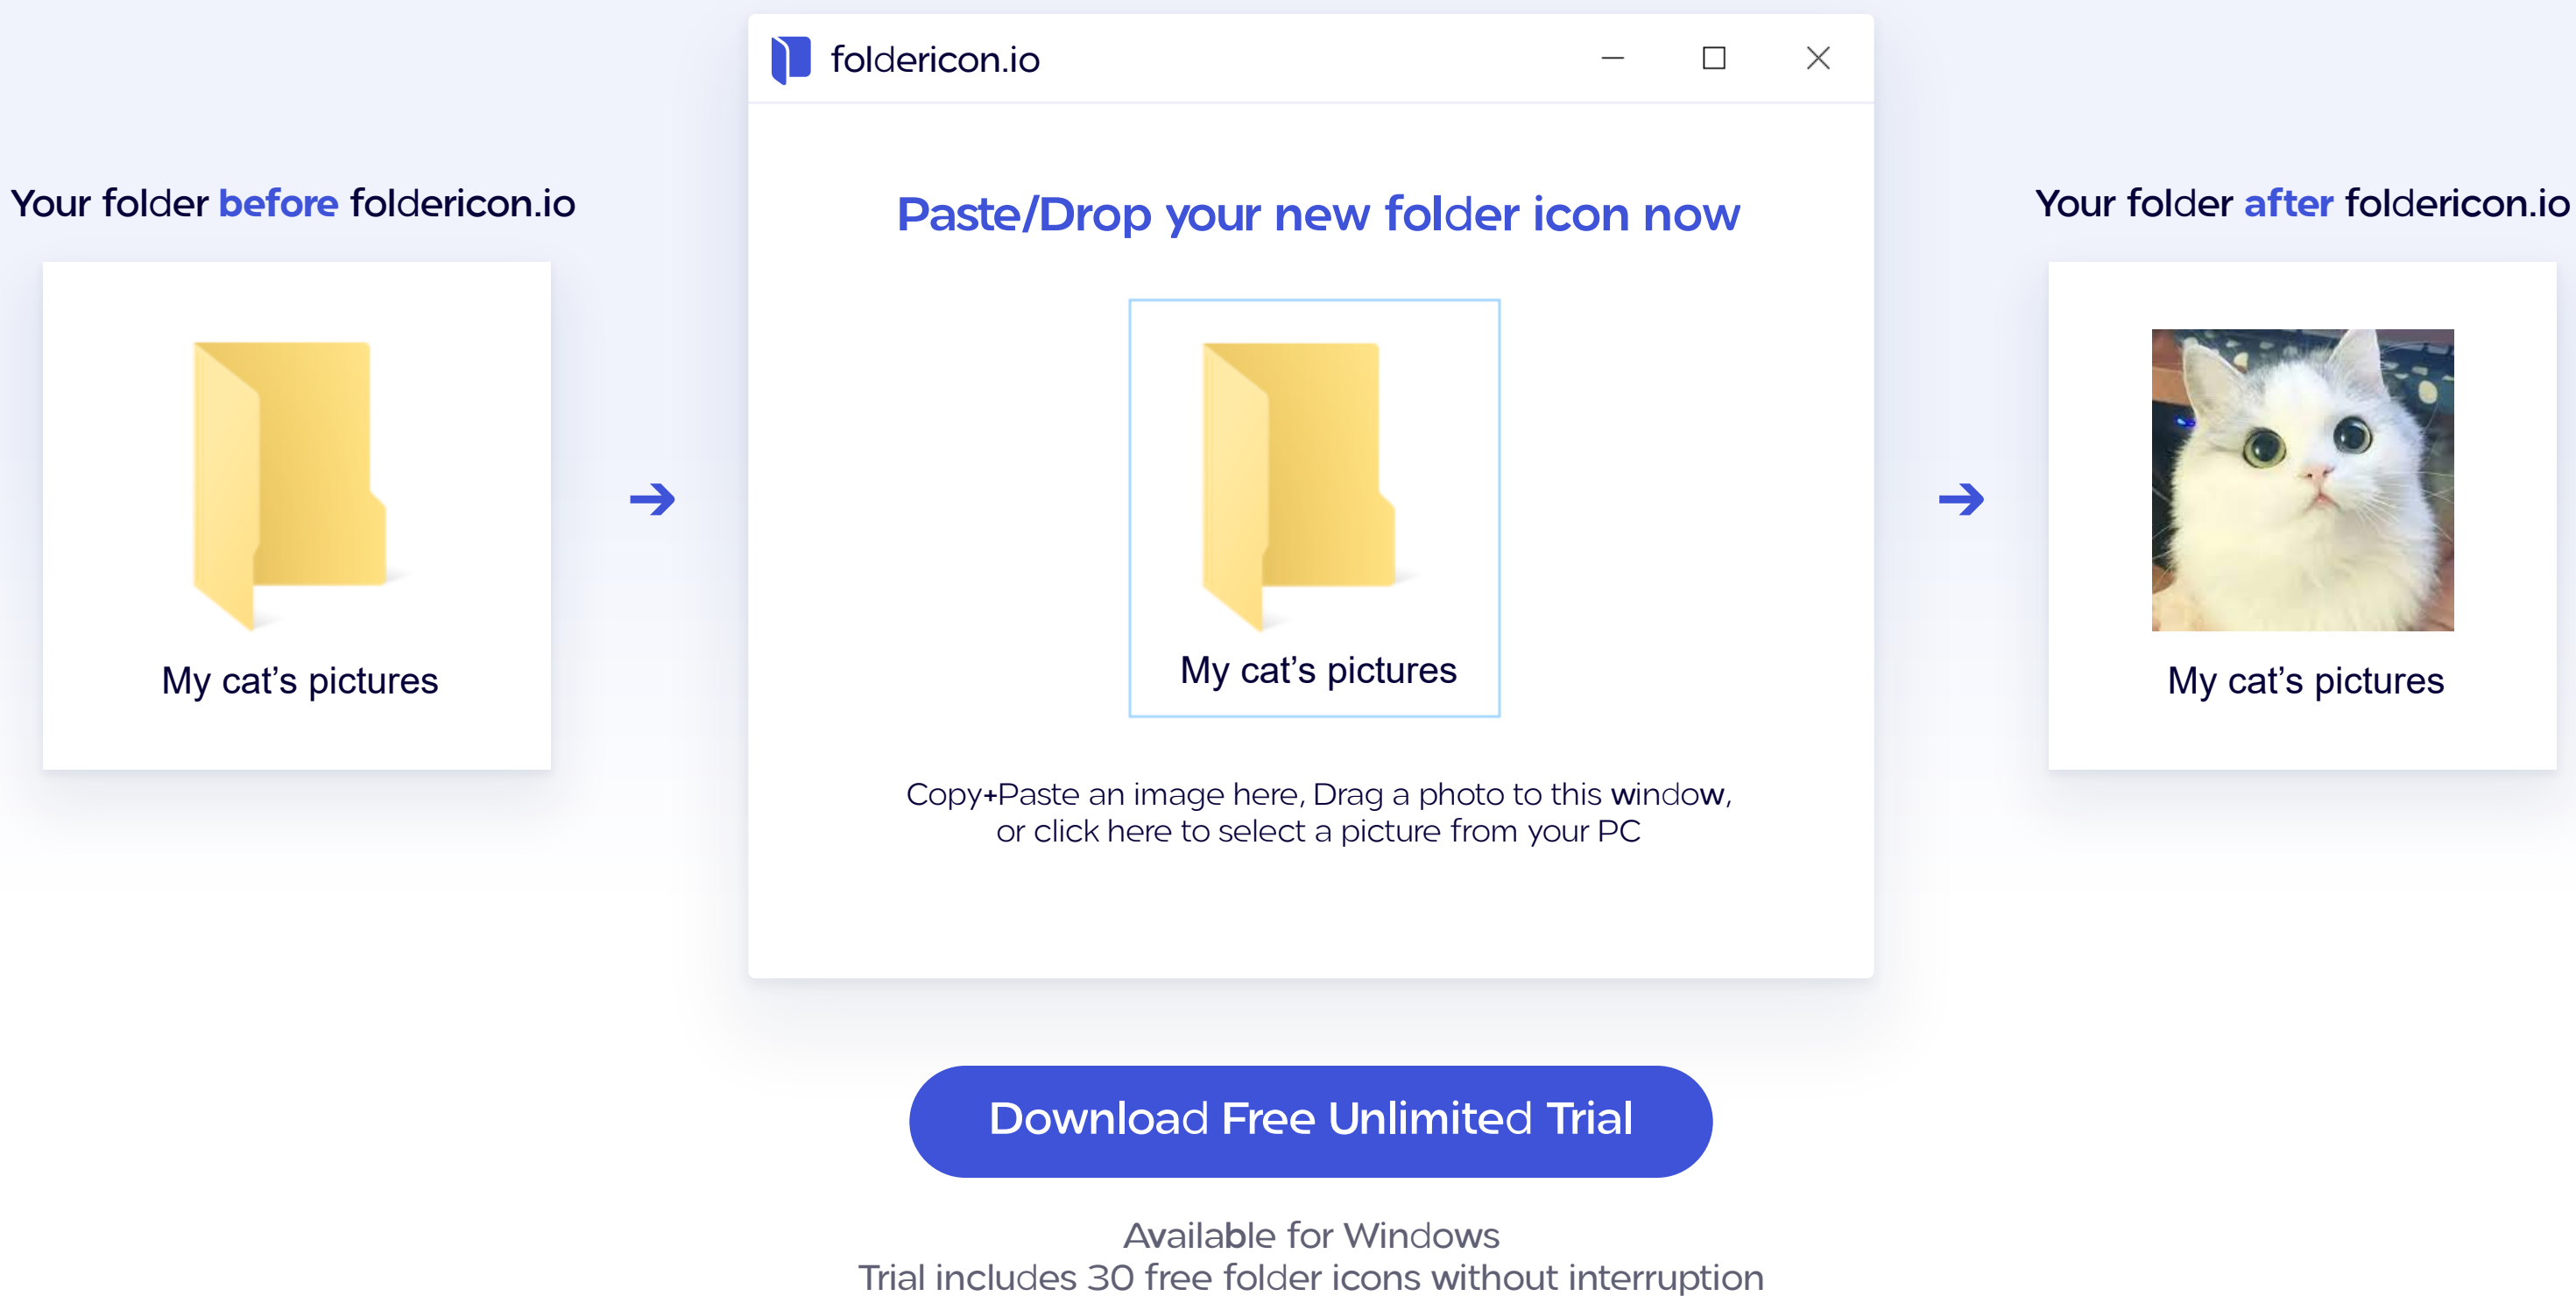 foldericon.io
Your folder before foldericon.io
My cat’s pictures
Paste/Drop your new folder icon now
My cat’s pictures
Copy+Paste an image here, Drag a photo to this window,
or click here to select a picture from your PC
Your folder after foldericon.io
My cat’s pictures
Download Free Unlimited Trial
Available for Windows
Trial includes 30 free folder icons without interruption